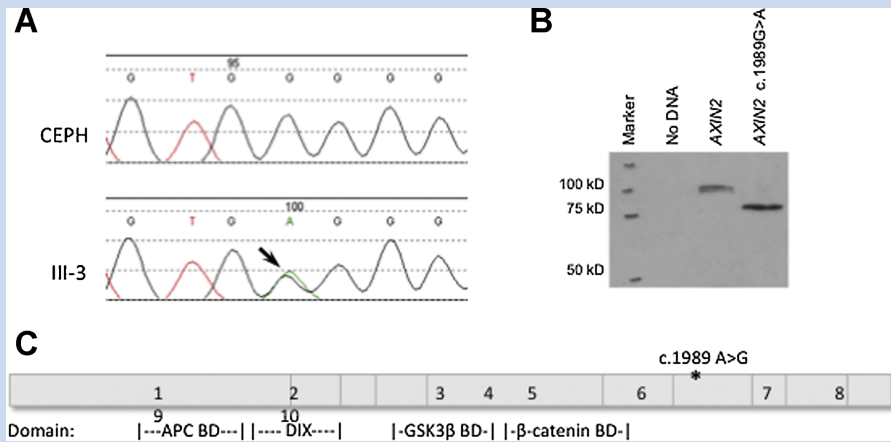 A
95
G T G G G G G
CEPH
100
G T G A G G G
III-3
B
Marker
No DNA
AXIN2
AXIN2 c.1989G>A
100 kD
75 kD
50 kD
C
c.1989 A>G
*
1 2 3 4 5 6 7 8
9 10
Domain: |---APC BD---| |---- DIX----| |-GSK3β BD-| |-β-catenin BD-|